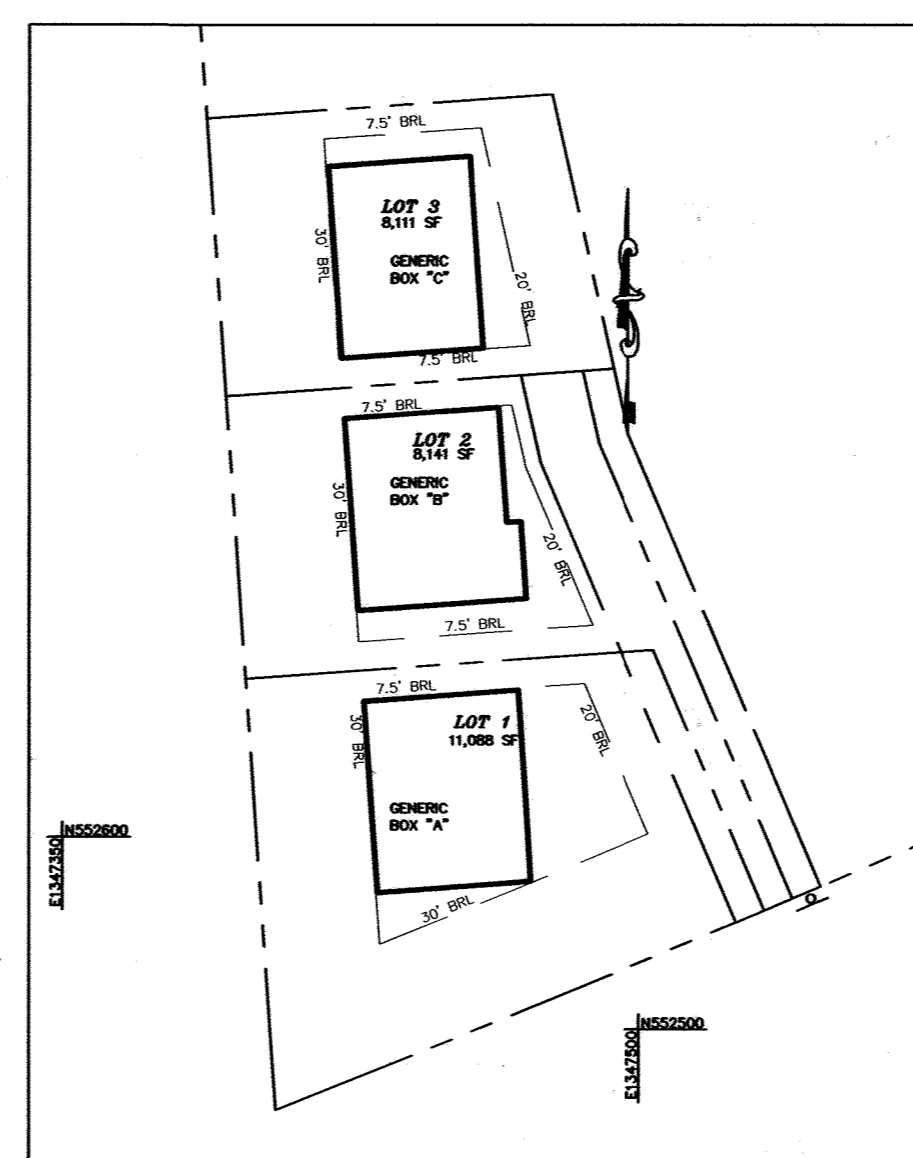 7.5' BRL
LOT 3
8,111 SF
30' BRL
GENERIC
BOX "C"
20' BRL
7.5' BRL
7.5' BRL
LOT 2
8,141 SF
30' BRL
GENERIC
BOX "B"
20' BRL
7.5' BRL
7.5' BRL
30' BRL
LOT 1
11,088 SF
20' BRL
GENERIC
BOX "A"
30' BRL
N552600
E1347350
N552500
E1347500